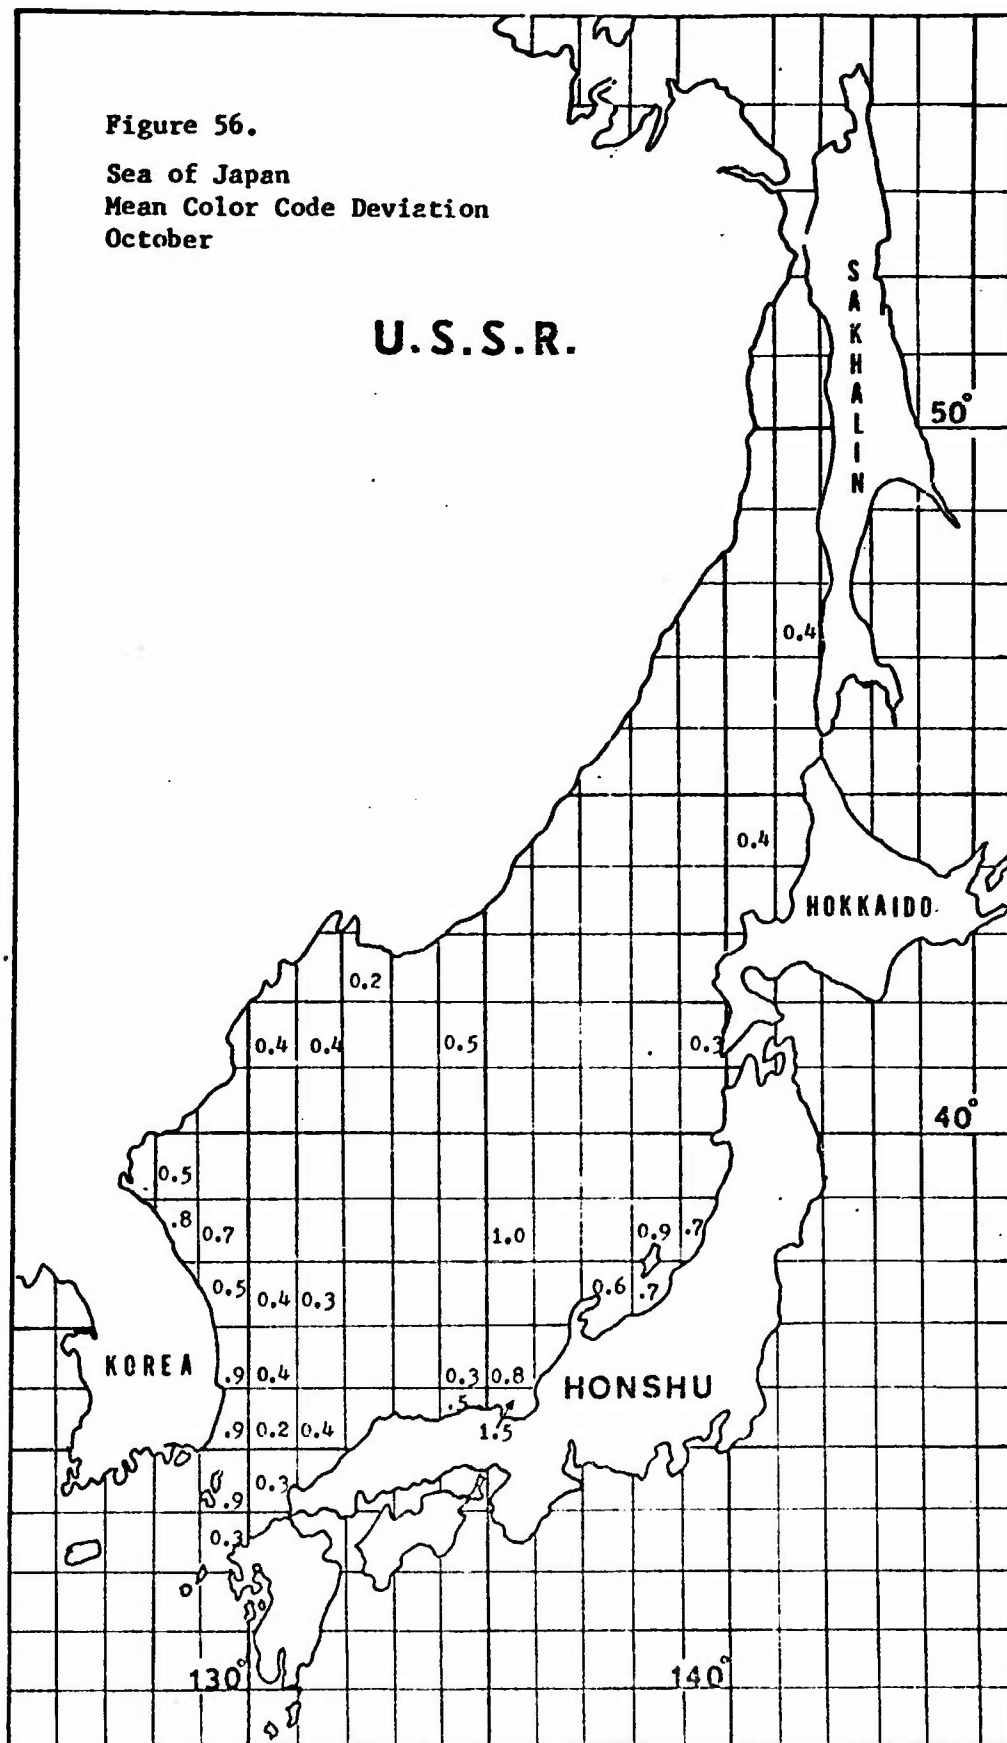 Figure 56.
Sea of Japan
Mean Color Code Deviation
October
U.S.S.R.
SAKHALIN
50°
0.4
0.4
HOKKAIDO
0.2
0.4 0.4 0.5 0.3
40°
0.5
.8 0.7 1.0 0.9 .7
0.5 0.4 0.3 0.6 .7
KOREA .9 0.4 0.3 0.8 HONSHU
.5
.9 0.2 0.4 1.5
.9 0.3
0.3
130° 140°